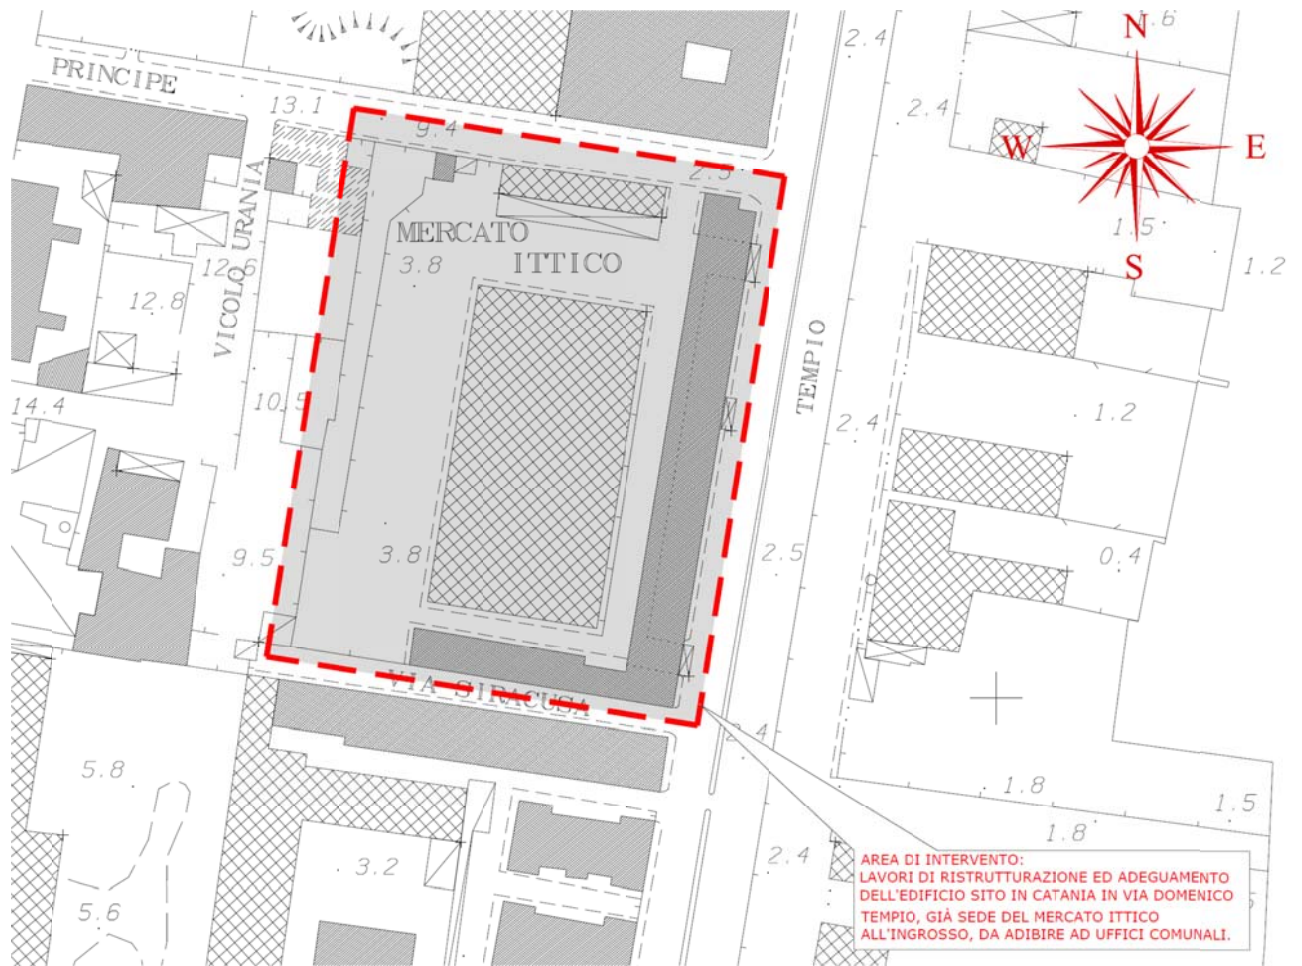 1.6
N
2.4
PRINCIPE
13.1
9.4
2.4
W
E
2.5
1.5
MERCATO
ITTICO
3.8
S
1.2
VICOLO URANIA
12.6
12.8
TEMPIO
14.4
10.5
2.4
1.2
9.5
3.8
2.5
0.4
VIA SIRACUSA
2.4
5.8
1.8
1.5
1.8
3.2
2.4
5.6
AREA DI INTERVENTO:
LAVORI DI RISTRUTTURAZIONE ED ADEGUAMENTO
DELL'EDIFICIO SITO IN CATANIA IN VIA DOMENICO
TEMPIO, GIÀ SEDE DEL MERCATO ITTICO
ALL'INGROSSO, DA ADIBIRE AD UFFICI COMUNALI.